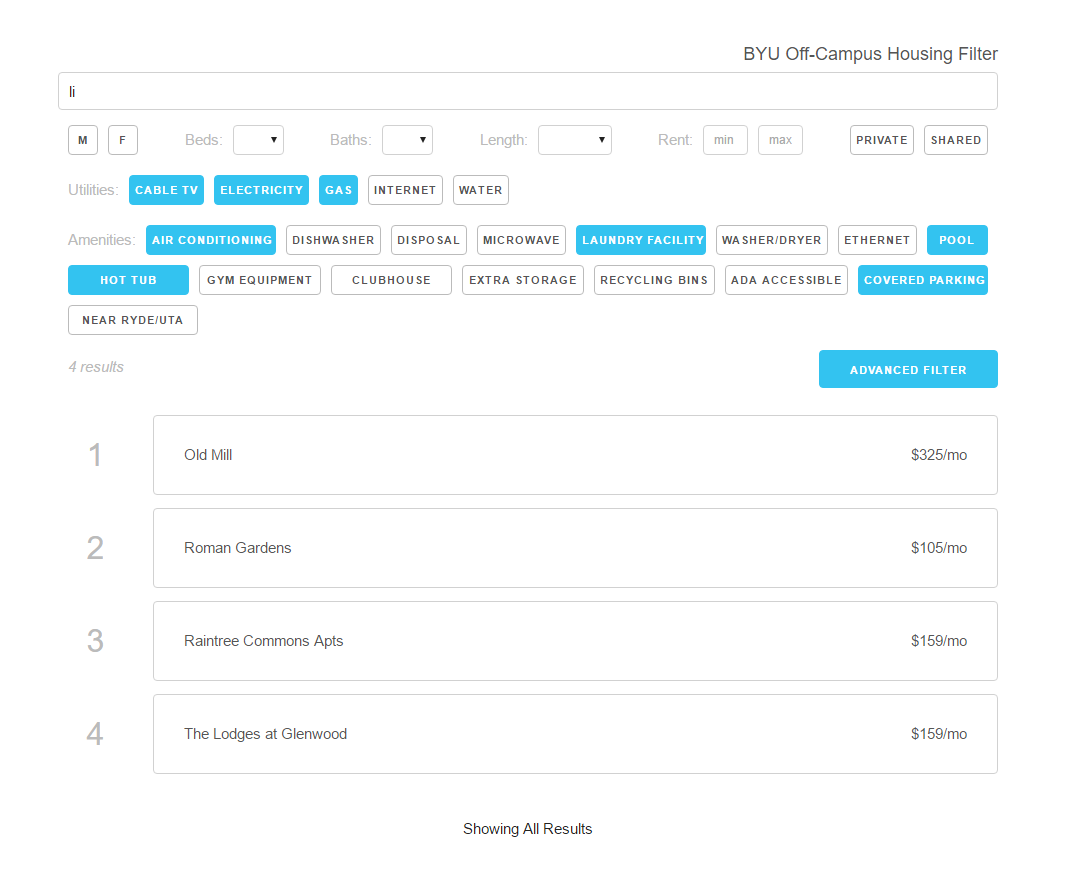 BYU Off-Campus Housing Filter
li
M F Beds: Baths: Length: Rent: min max PRIVATE SHARED
Utilities: CABLE TV ELECTRICITY GAS INTERNET WATER
Amenities: AIR CONDITIONING DISHWASHER DISPOSAL MICROWAVE LAUNDRY FACILITY WASHER/DRYER ETHERNET POOL
HOT TUB GYM EQUIPMENT CLUBHOUSE EXTRA STORAGE RECYCLING BINS ADA ACCESSIBLE COVERED PARKING
NEAR RYDE/UTA
4 results ADVANCED FILTER
1 Old Mill $325/mo
2 Roman Gardens $105/mo
3 Raintree Commons Apts $159/mo
4 The Lodges at Glenwood $159/mo
Showing All Results